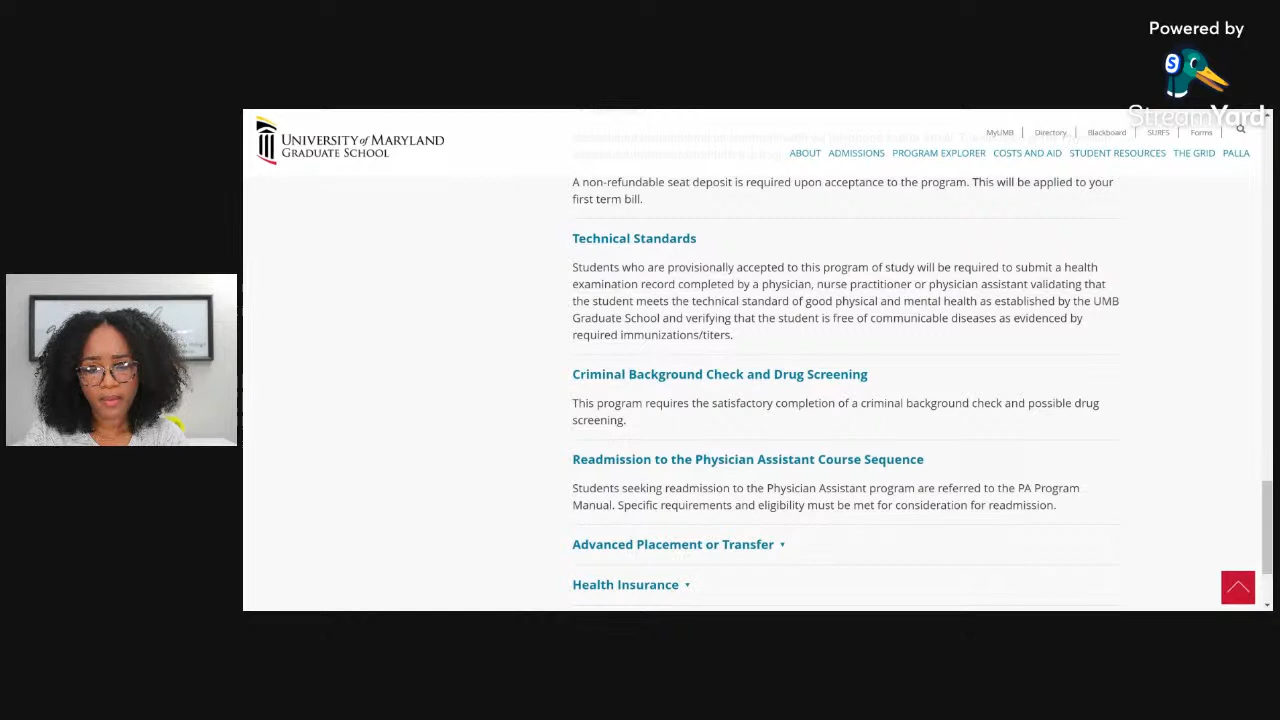 Powered by
S
StreamYard
UNIVERSITY of MARYLAND
GRADUATE SCHOOL
MyUMB
Directory
Blackboard
SURFS
Forms
ABOUT
ADMISSIONS
PROGRAM EXPLORER
COSTS AND AID
STUDENT RESOURCES
THE GRID
PALLA
A non-refundable seat deposit is required upon acceptance to the program. This will be applied to your
first term bill.
Technical Standards
Students who are provisionally accepted to this program of study will be required to submit a health
examination record completed by a physician, nurse practitioner or physician assistant validating that
the student meets the technical standard of good physical and mental health as established by the UMB
Graduate School and verifying that the student is free of communicable diseases as evidenced by
required immunizations/titers.
Criminal Background Check and Drug Screening
This program requires the satisfactory completion of a criminal background check and possible drug
screening.
Readmission to the Physician Assistant Course Sequence
Students seeking readmission to the Physician Assistant program are referred to the PA Program
Manual. Specific requirements and eligibility must be met for consideration for readmission.
Advanced Placement or Transfer
Health Insurance